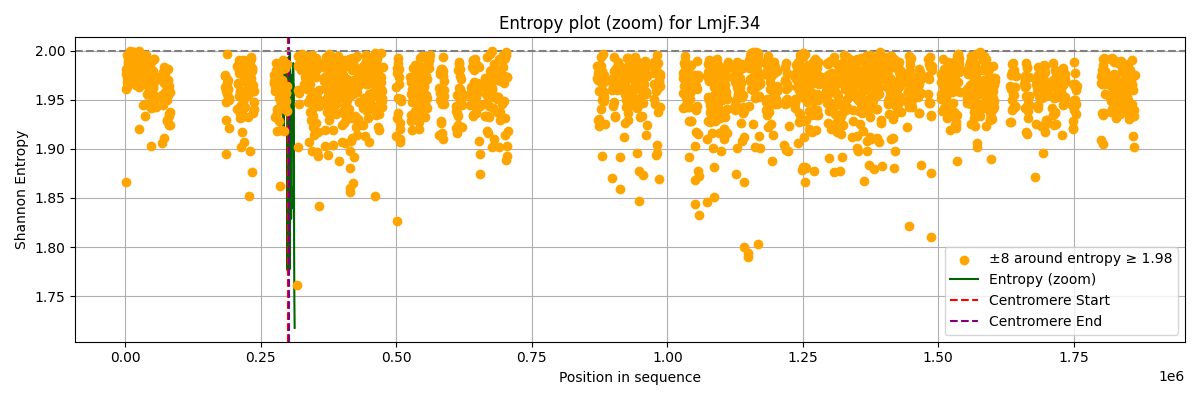 Entropy plot (zoom) for LmjF.34
Shannon Entropy
2.00
1.95
1.90
1.85
1.80
1.75
±8 around entropy ≥ 1.98
Entropy (zoom)
Centromere Start
Centromere End
0.00 0.25 0.50 0.75 1.00 1.25 1.50 1.75
1e6
Position in sequence